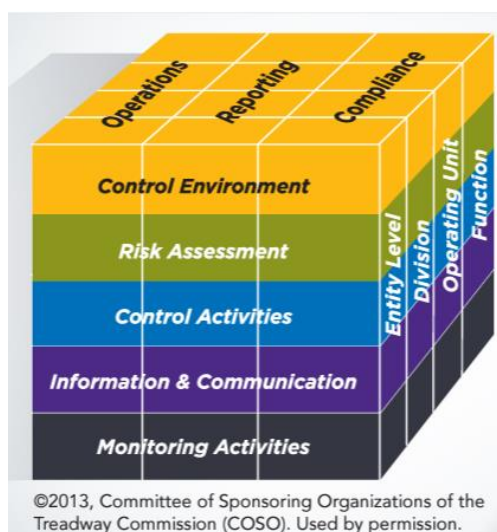 Operations
Reporting
Compliance
Control Environment
Risk Assessment
Control Activities
Information & Communication
Monitoring Activities
Entity Level
Division
Operating Unit
Function
©2013, Committee of Sponsoring Organizations of the
Treadway Commission (COSO). Used by permission.